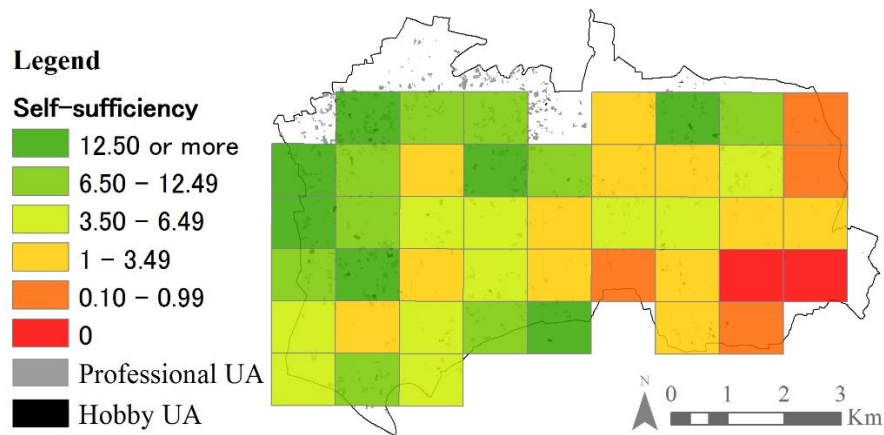 Legend
Self-sufficiency
12.50 or more
6.50 - 12.49
3.50 - 6.49
1 - 3.49
0.10 - 0.99
0
Professional UA
Hobby UA
N
0 1 2 3
Km